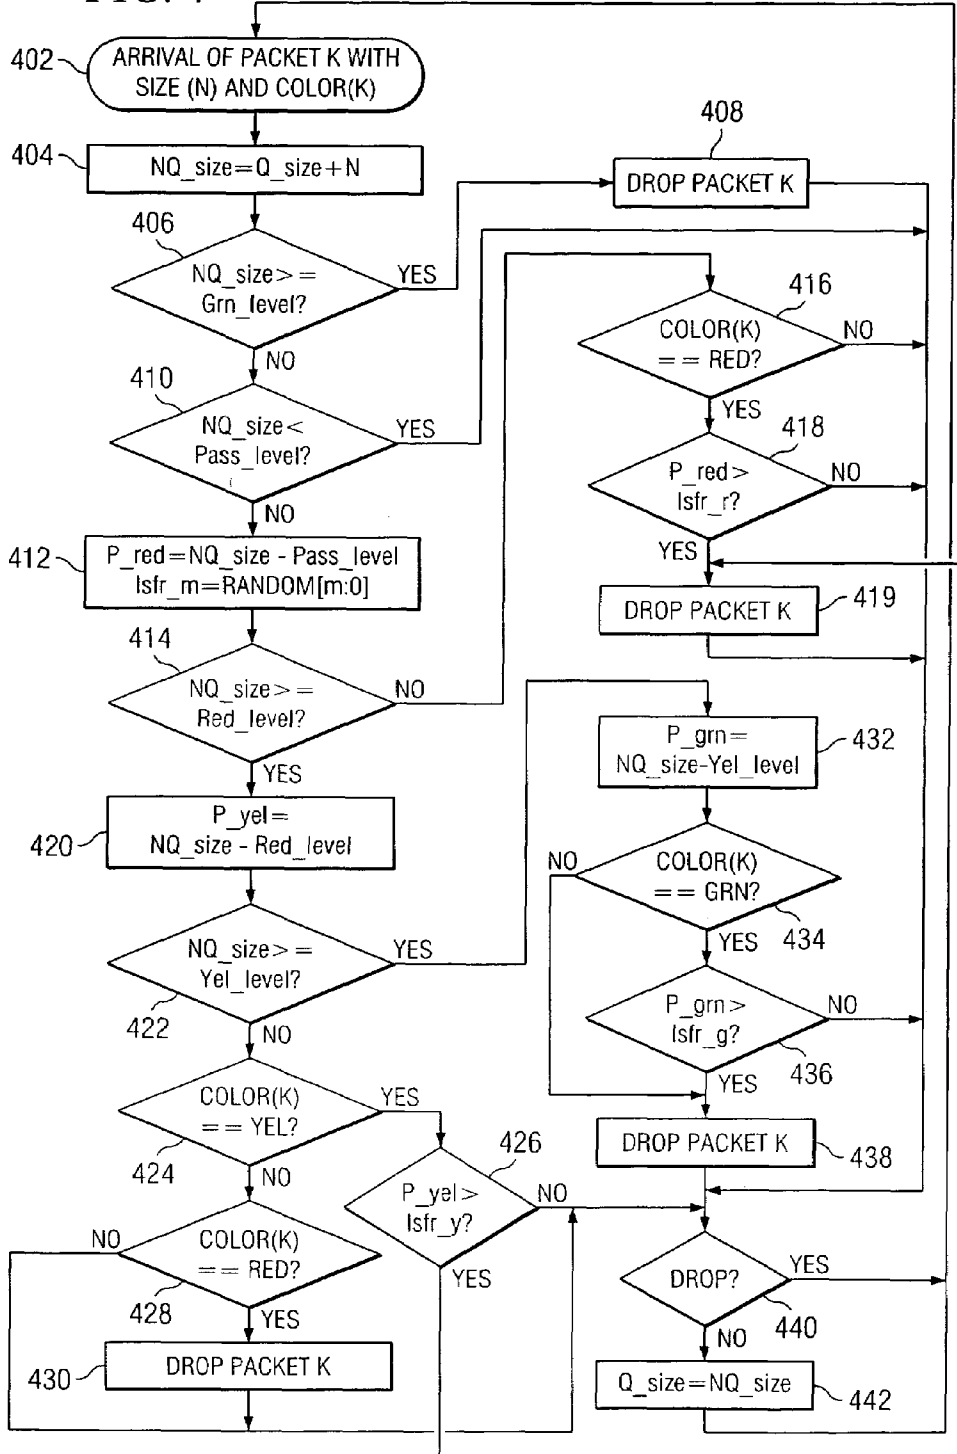 402
ARRIVAL OF PACKET K WITH
SIZE (N) AND COLOR(K)
404
NQ_size=Q_size+N
408
DROP PACKET K
406
NQ_size>=
Grn_level?
YES
NO
416
COLOR(K)
== RED?
NO
YES
410
NQ_size<
Pass_level?
YES
NO
418
P_red>
lsfr_r?
NO
YES
412
P_red=NQ_size - Pass_level
lsfr_m=RANDOM[m:0]
DROP PACKET K
419
414
NQ_size>=
Red_level?
NO
YES
P_grn=
NQ_size-Yel_level
432
420
P_yel=
NQ_size - Red_level
NO
COLOR(K)
== GRN?
434
YES
NQ_size>=
Yel_level?
YES
422
NO
P_grn>
lsfr_g?
NO
436
YES
COLOR(K)
== YEL?
YES
424
NO
DROP PACKET K
438
426
P_yel>
lsfr_y?
NO
YES
NO
COLOR(K)
== RED?
428
YES
DROP?
YES
440
NO
430
DROP PACKET K
Q_size=NQ_size
442